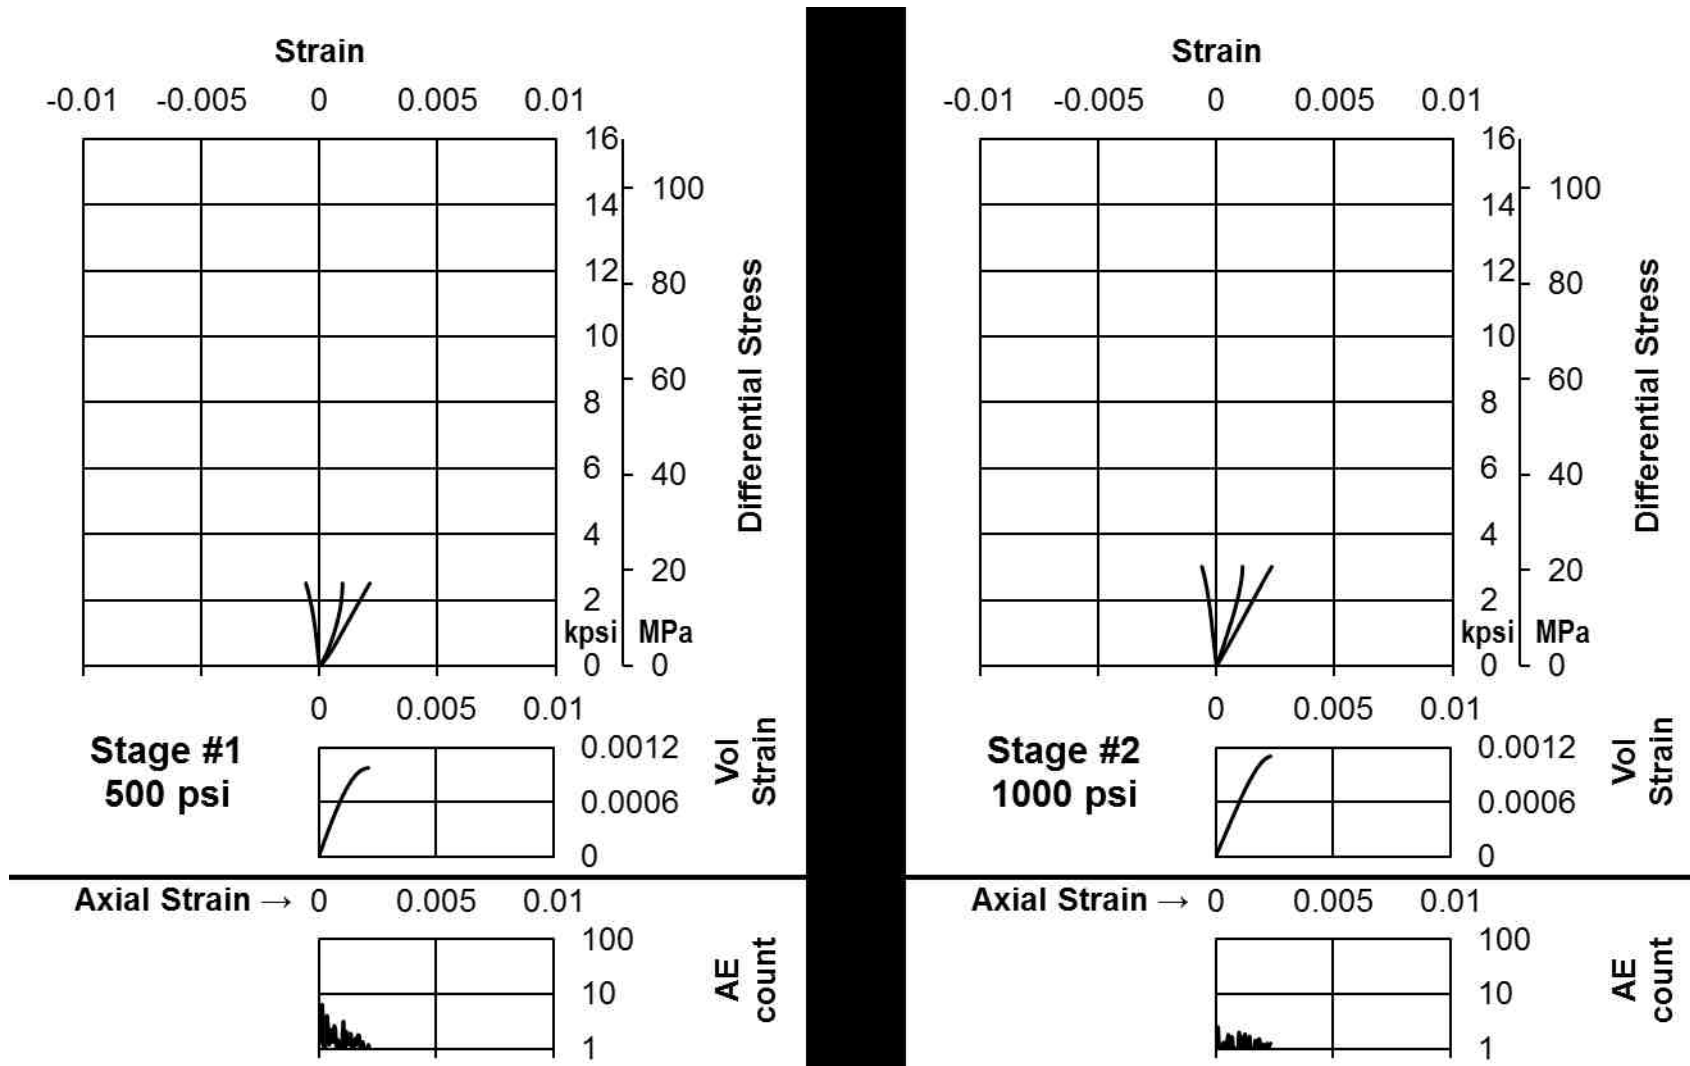 Strain
-0.01 -0.005 0 0.005 0.01
16
100
14
12
80
10
60
8
6
40
4
20
2
kpsi MPa
0 0
Differential Stress
0 0.005 0.01
Stage #1
500 psi
0.0012
0.0006
0
Vol
Strain
Axial Strain → 0 0.005 0.01
100
10
1
AE
count
Strain
-0.01 -0.005 0 0.005 0.01
16
100
14
12
80
10
60
8
6
40
4
20
2
kpsi MPa
0 0
Differential Stress
0 0.005 0.01
Stage #2
1000 psi
0.0012
0.0006
0
Vol
Strain
Axial Strain → 0 0.005 0.01
100
10
1
AE
count